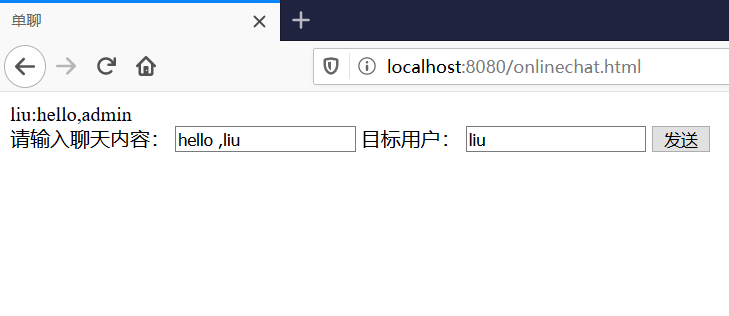 单聊
localhost:8080/onlinechat.html
liu:hello,admin
请输入聊天内容： hello ,liu 目标用户： liu 发送